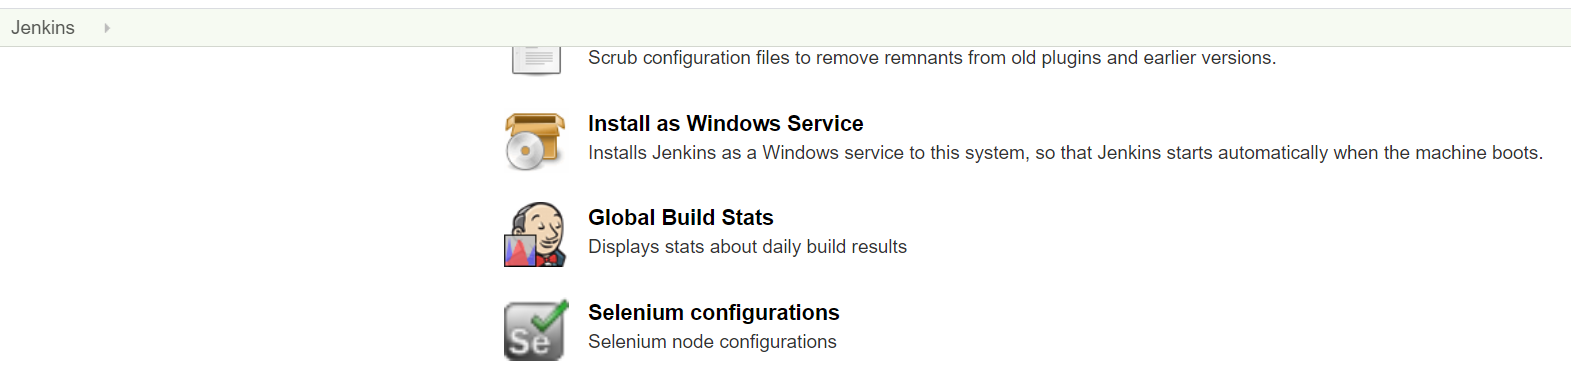 Jenkins
Scrub configuration files to remove remnants from old plugins and earlier versions.
Install as Windows Service
Installs Jenkins as a Windows service to this system, so that Jenkins starts automatically when the machine boots.
Global Build Stats
Displays stats about daily build results
Selenium configurations
Se
Selenium node configurations